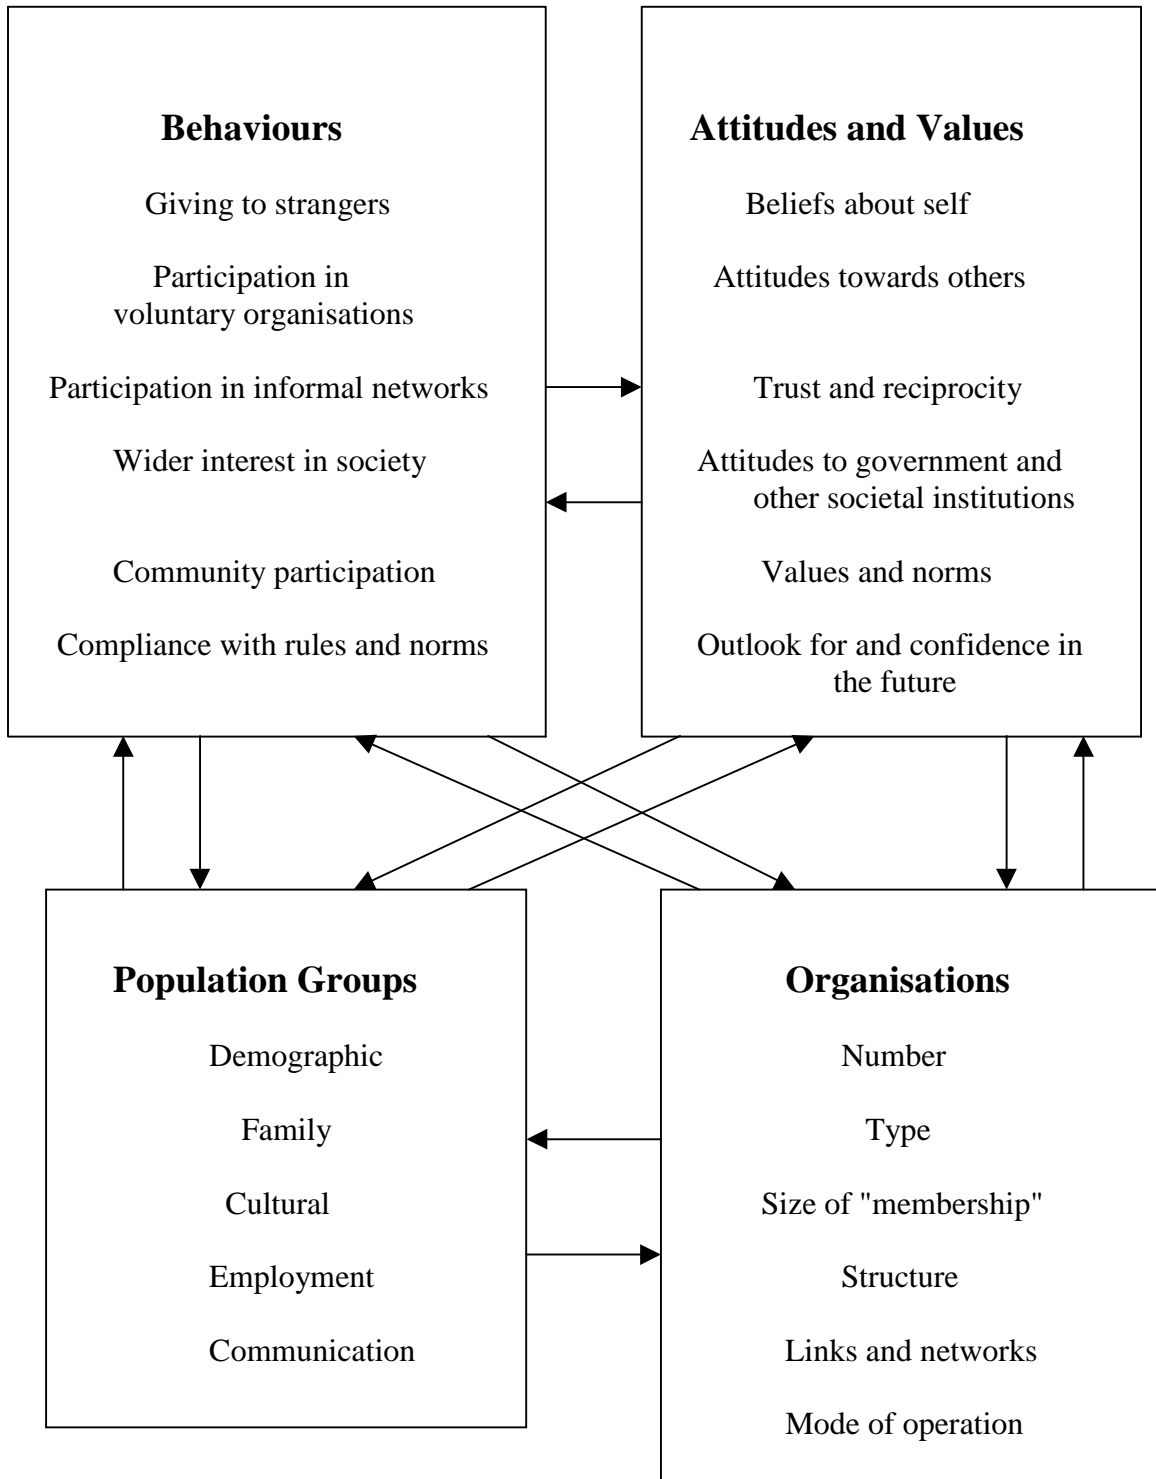 Behaviours
Giving to strangers
Participation in
voluntary organisations
Participation in informal networks
Wider interest in society
Community participation
Compliance with rules and norms
Attitudes and Values
Beliefs about self
Attitudes towards others
Trust and reciprocity
Attitudes to government and
other societal institutions
Values and norms
Outlook for and confidence in
the future
Population Groups
Demographic
Family
Cultural
Employment
Communication
Organisations
Number
Type
Size of "membership"
Structure
Links and networks
Mode of operation